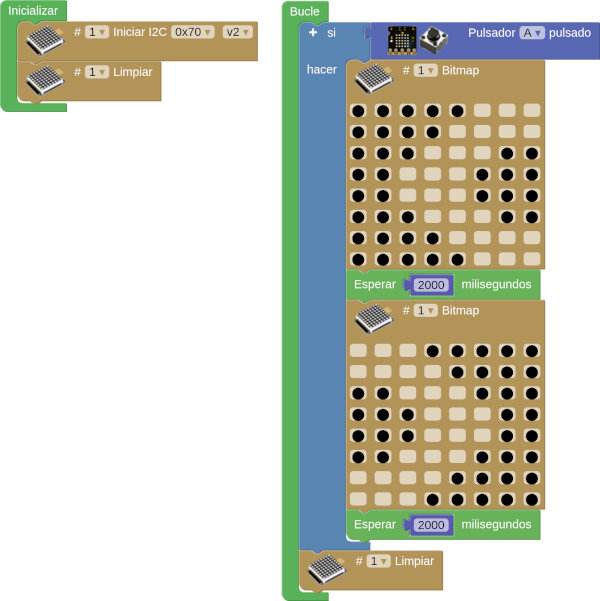 Inicializar
# 1 Iniciar I2C 0x70 v2
# 1 Limpiar
Bucle
+ si Pulsador A pulsado
hacer # 1 Bitmap
Esperar 2000 milisegundos
# 1 Bitmap
Esperar 2000 milisegundos
# 1 Limpiar